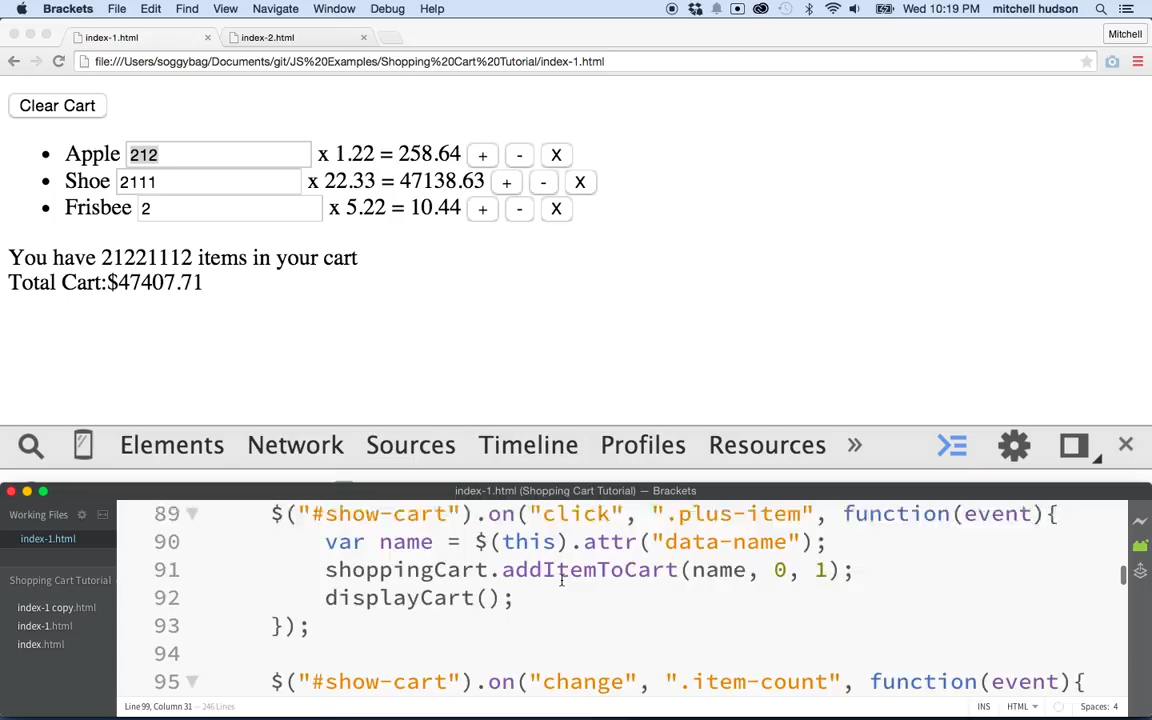 Brackets File Edit Find View Navigate Window Debug Help Wed 10:19 PM mitchell hudson
index-1.html index-2.html Mitchell
file:///Users/soggybag/Documents/git/JS%20Examples/Shopping%20Cart%20Tutorial/index-1.html
Clear Cart
• Apple 212 x 1.22 = 258.64 + - X
• Shoe 2111 x 22.33 = 47138.63 + - X
• Frisbee 2 x 5.22 = 10.44 + - X
You have 21221112 items in your cart
Total Cart:$47407.71
Elements Network Sources Timeline Profiles Resources »
index-1.html (Shopping Cart Tutorial) — Brackets
Working Files
index-1.html
Shopping Cart Tutorial
index-1 copy.html
index-1.html
index.html
89 $("#show-cart").on("click", ".plus-item", function(event){
90 var name = $(this).attr("data-name");
91 shoppingCart.addItemToCart(name, 0, 1);
92 displayCart();
93 });
94
95 $("#show-cart").on("change", ".item-count", function(event){
Line 99, Column 31 — 246 Lines INS HTML Spaces: 4